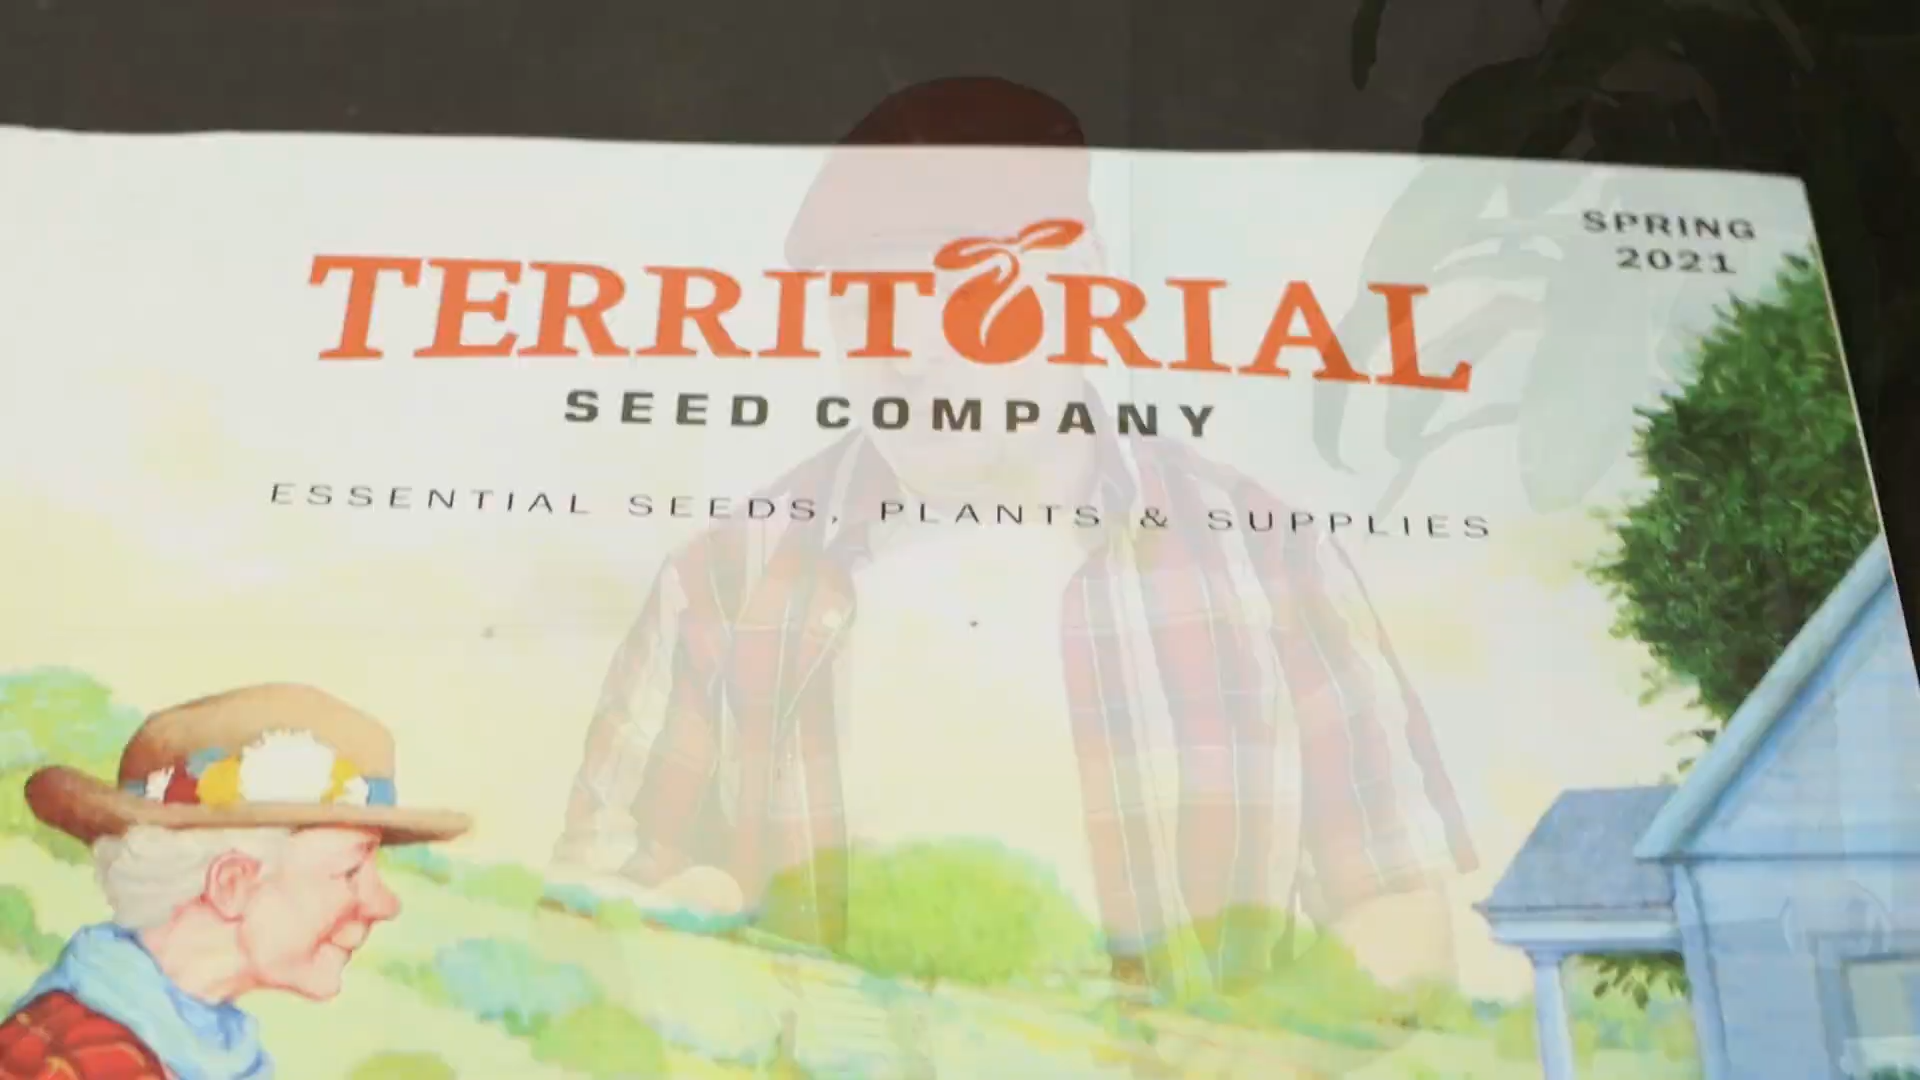 TERRITORIAL
SPRING
2021
SEED COMPANY
ESSENTIAL SEEDS, PLANTS & SUPPLIES